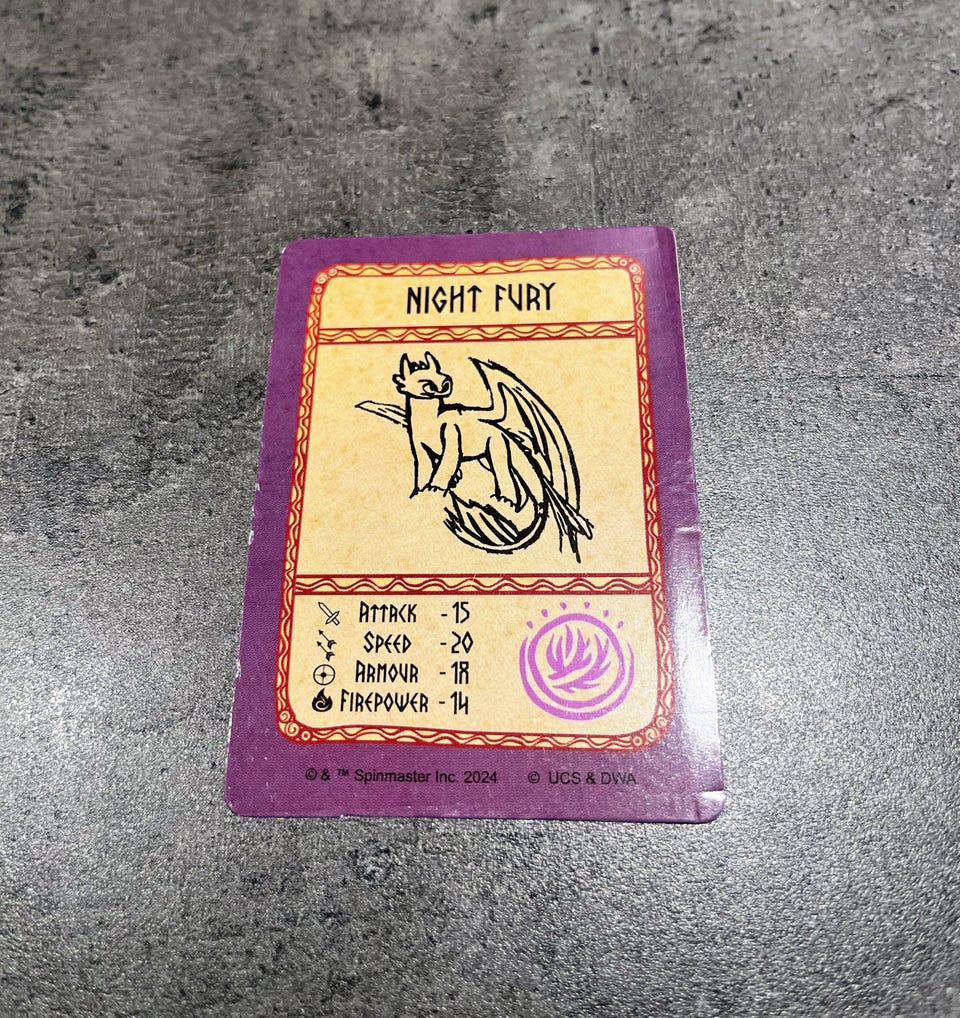 NIGHT FURY
ATTACK - 15
SPEED - 20
ARMOUR - 18
FIREPOWER - 14
© & ™ Spinmaster Inc. 2024 © UCS & DWA